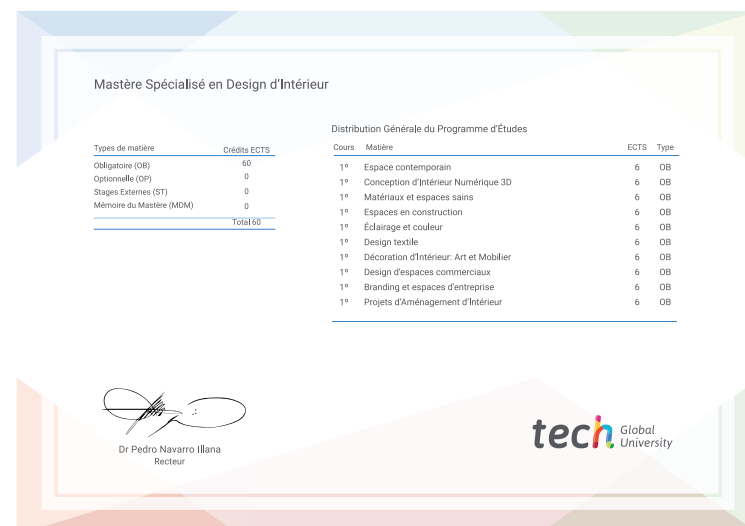 Mastère Spécialisé en Design d'Intérieur
Types de matière Crédits ECTS
Obligatoire (OB) 60
Optionnelle (OP) 0
Stages Externes (ST) 0
Mémoire du Mastère (MDM) 0
Total 60
Distribution Générale du Programme d'Études
Cours Matière ECTS Type
1º Espace contemporain 6 OB
1º Conception d'Intérieur Numérique 3D 6 OB
1º Matériaux et espaces sains 6 OB
1º Espaces en construction 6 OB
1º Éclairage et couleur 6 OB
1º Design textile 6 OB
1º Décoration d'Intérieur: Art et Mobilier 6 OB
1º Design d'espaces commerciaux 6 OB
1º Branding et espaces d'entreprise 6 OB
1º Projets d'Aménagement d'Intérieur 6 OB
Dr Pedro Navarro Illana
Recteur
tech Global
University